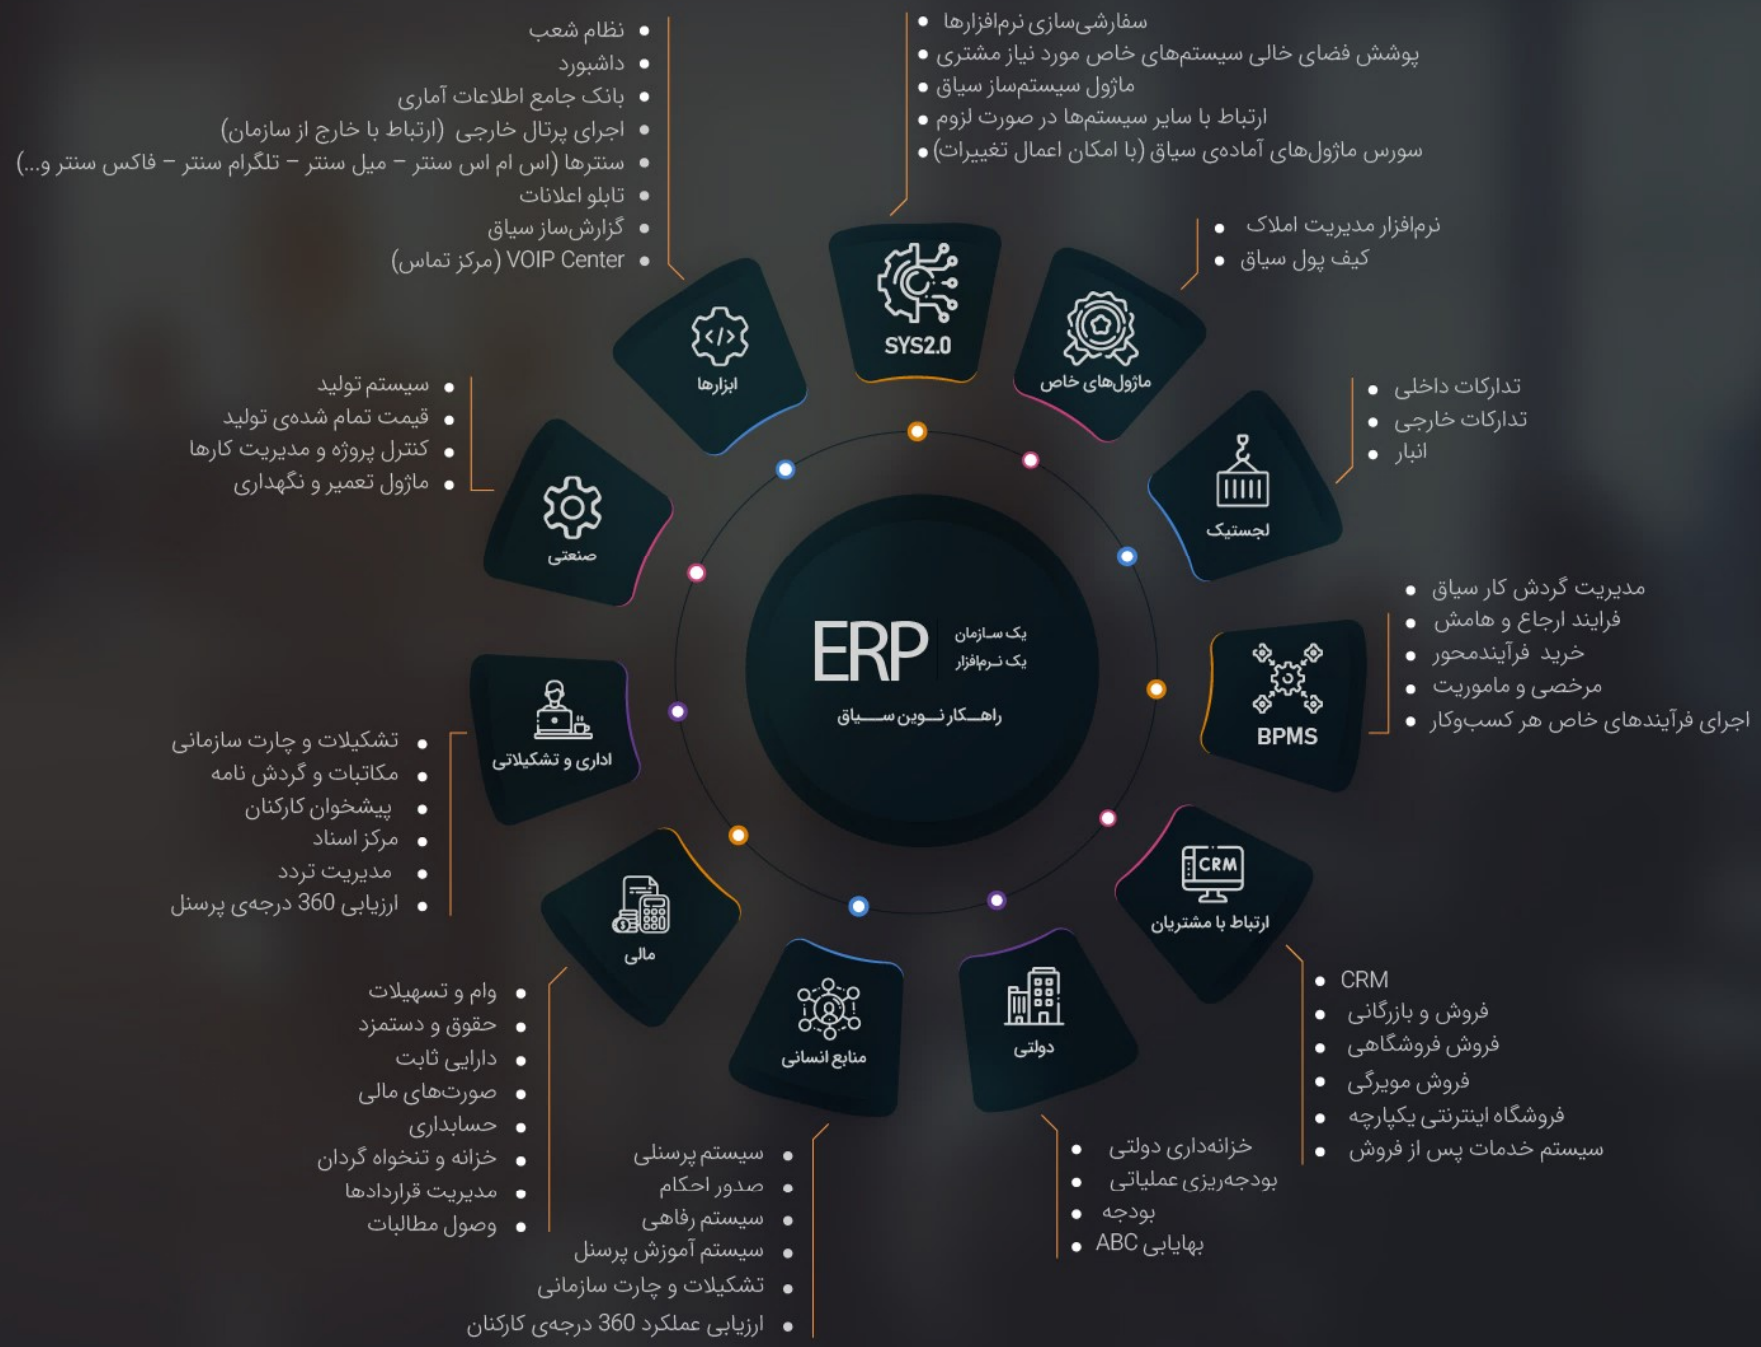 سفارشی‌سازی نرم‌افزارها
پوشش فضای خالی سیستم‌های خاص مورد نیاز مشتری
ماژول سیستم‌ساز سیاق
ارتباط با سایر سیستم‌ها در صورت لزوم
سورس ماژول‌های آماده‌ی سیاق (با امکان اعمال تغییرات)
SYS2.0
نرم‌افزار مدیریت املاک
کیف پول سیاق
ماژول‌های خاص
تدارکات داخلی
تدارکات خارجی
انبار
لجستیک
مدیریت گردش کار سیاق
فرایند ارجاع و هامش
خرید فرآیندمحور
مرخصی و ماموریت
اجرای فرآیندهای خاص هر کسب‌وکار
BPMS
CRM
ارتباط با مشتریان
CRM
فروش و بازرگانی
فروش فروشگاهی
فروش مویرگی
فروشگاه اینترنتی یکپارچه
سیستم خدمات پس از فروش
دولتی
خزانه‌داری دولتی
بودجه‌ریزی عملیاتی
بودجه
بهایابی ABC
منابع انسانی
سیستم پرسنلی
صدور احکام
سیستم رفاهی
سیستم آموزش پرسنل
تشکیلات و چارت سازمانی
ارزیابی عملکرد 360 درجه‌ی کارکنان
مالی
وام و تسهیلات
حقوق و دستمزد
دارایی ثابت
صورت‌های مالی
حسابداری
خزانه و تنخواه گردان
مدیریت قراردادها
وصول مطالبات
اداری و تشکیلاتی
تشکیلات و چارت سازمانی
مکاتبات و گردش نامه
پیشخوان کارکنان
مرکز اسناد
مدیریت تردد
ارزیابی 360 درجه‌ی پرسنل
صنعتی
سیستم تولید
قیمت تمام شده‌ی تولید
کنترل پروژه و مدیریت کارها
ماژول تعمیر و نگهداری
ابزارها
نظام شعب
داشبورد
بانک جامع اطلاعات آماری
اجرای پرتال خارجی (ارتباط با خارج از سازمان)
سنترها (اس ام اس سنتر – میل سنتر – تلگرام سنتر – فاکس سنتر و...)
تابلو اعلانات
گزارش‌ساز سیاق
VOIP Center (مرکز تماس)
یک سازمان
یک نرم‌افزار
ERP
راهکار نوین سیاق